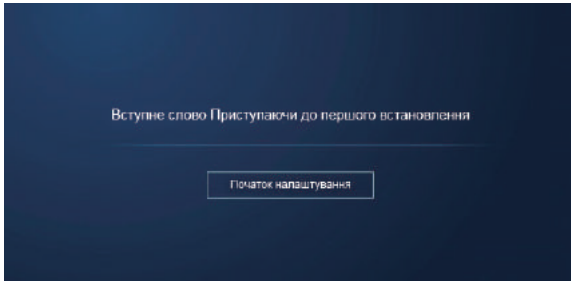 Вступне слово Приступаючи до першого встановлення
Початок налаштування